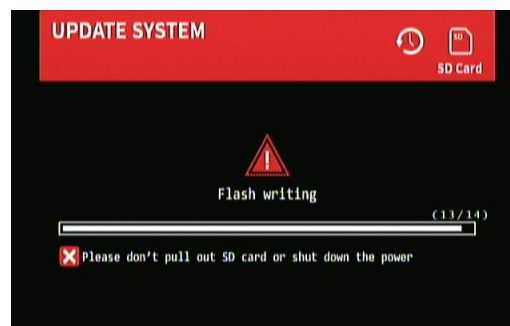 UPDATE SYSTEM
SD
SD Card
Flash writing
(13/14)
Please don't pull out SD card or shut down the power